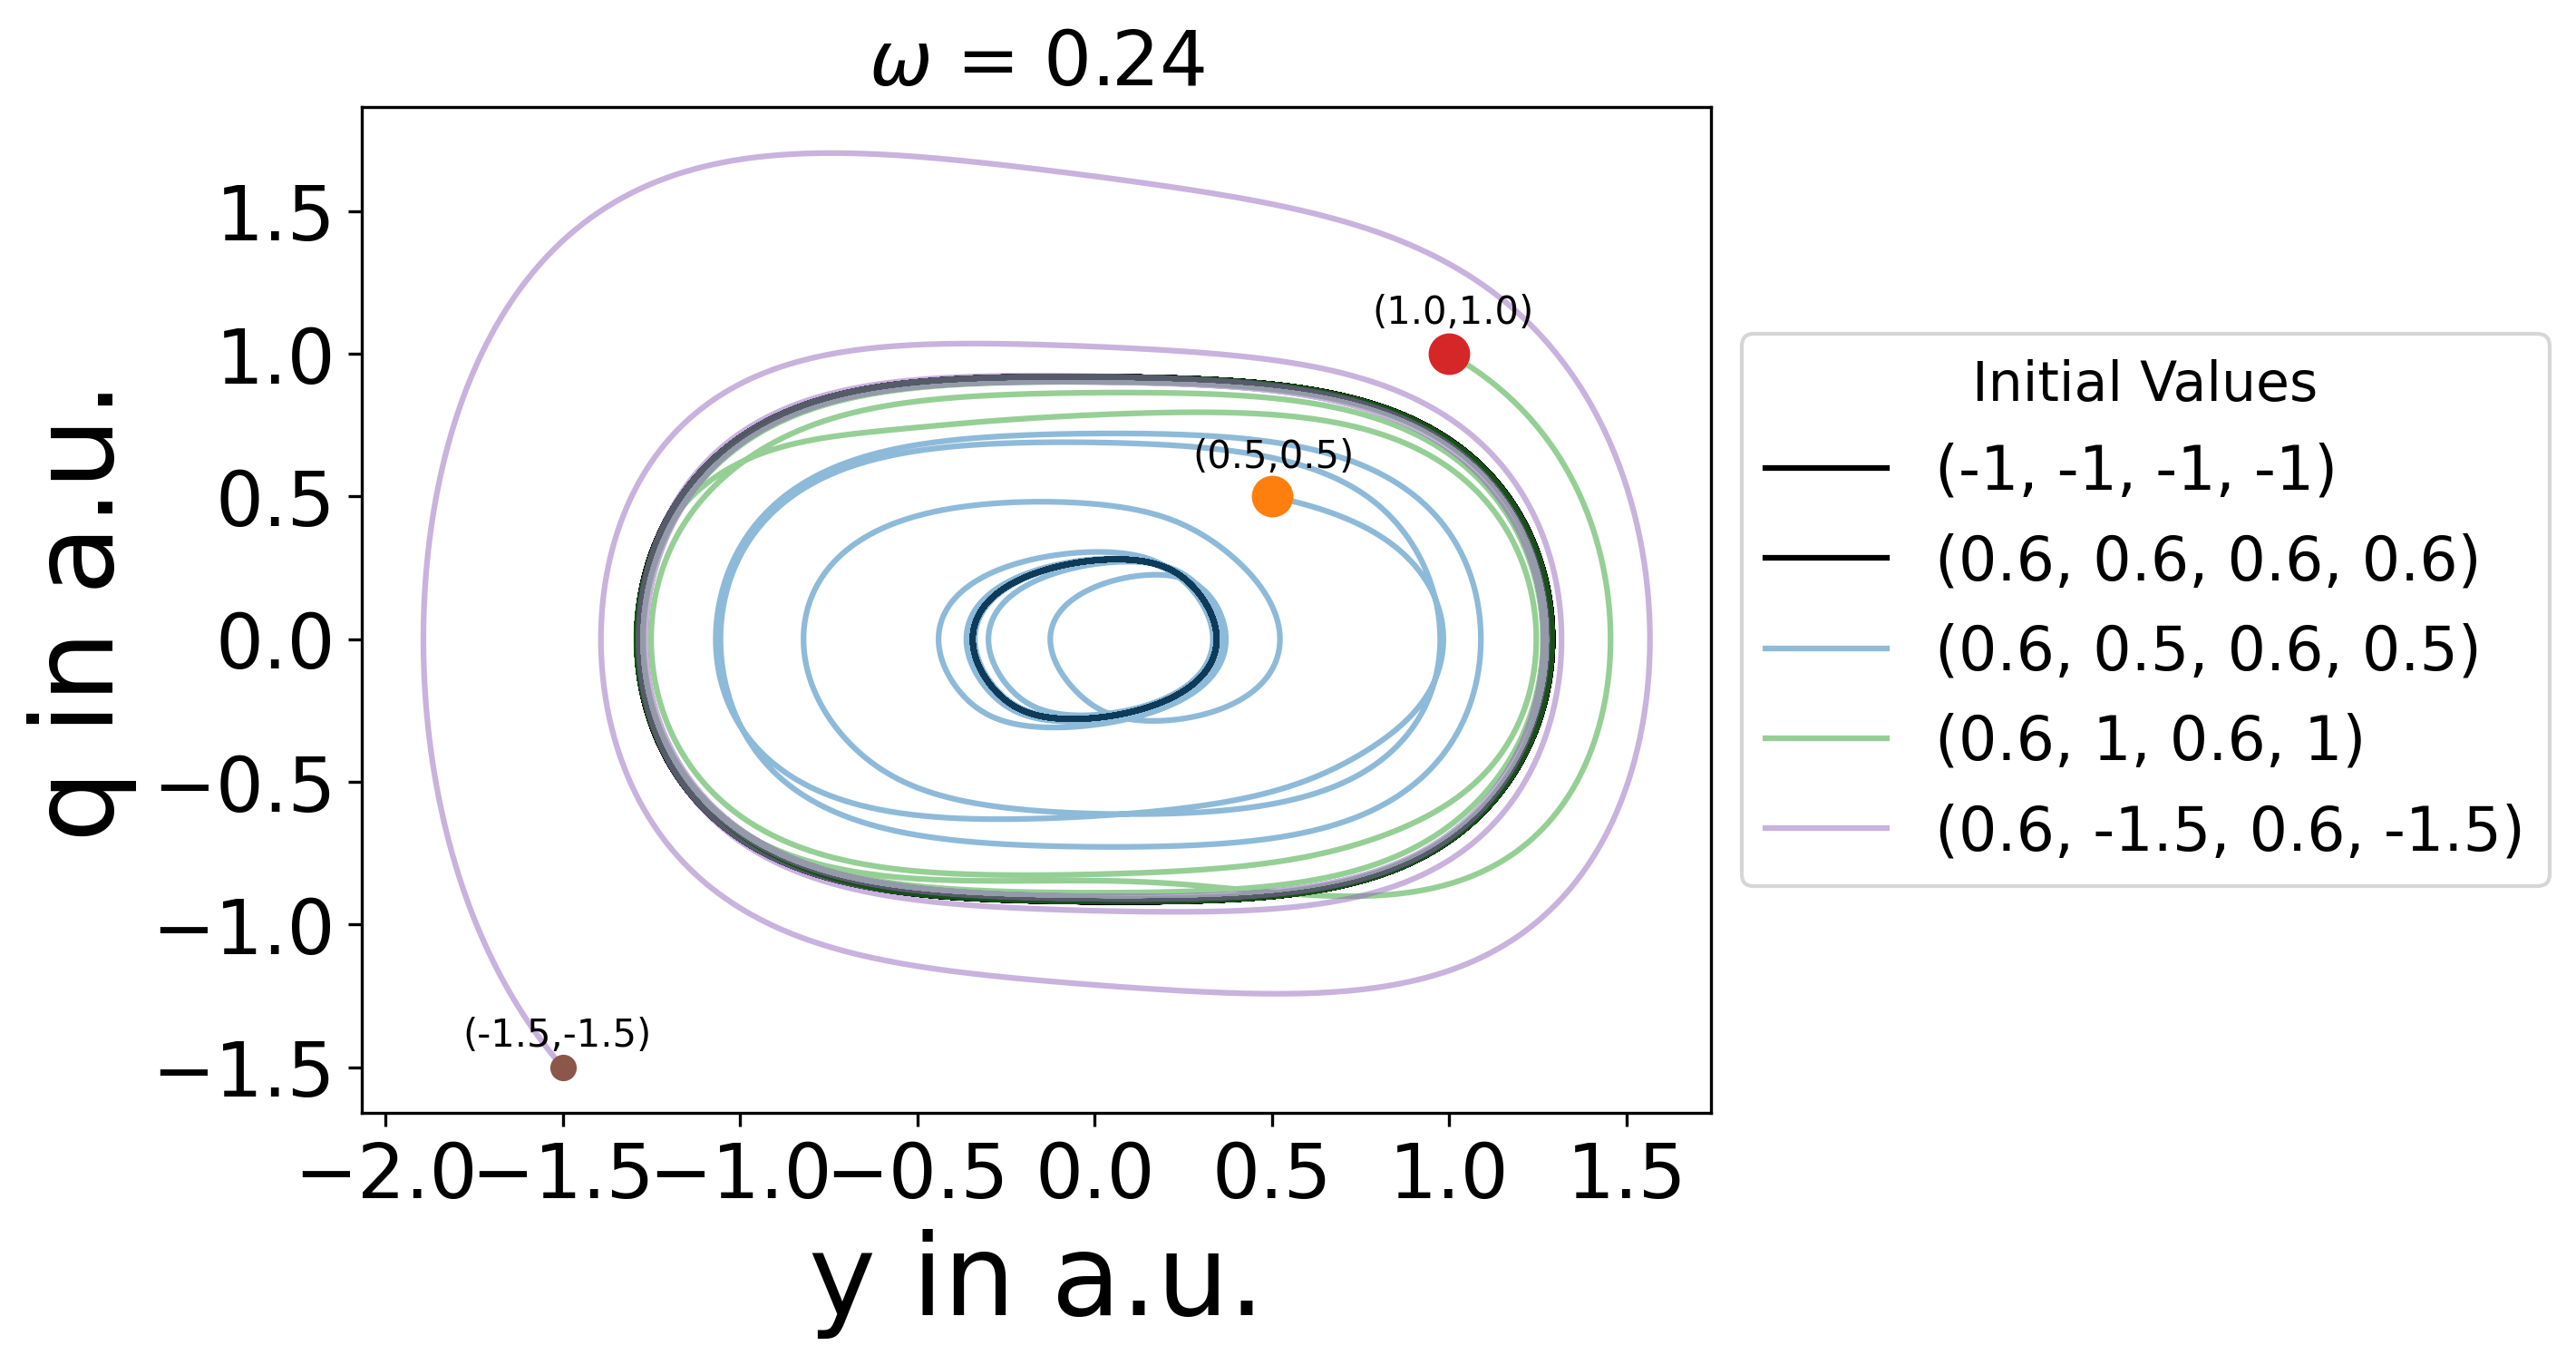 ω = 0.24
q in a.u.
1.5
1.0
0.5
0.0
−0.5
−1.0
−1.5
(1.0,1.0)
(0.5,0.5)
(-1.5,-1.5)
−2.0 −1.5 −1.0 −0.5 0.0 0.5 1.0 1.5
y in a.u.
Initial Values
(-1, -1, -1, -1)
(0.6, 0.6, 0.6, 0.6)
(0.6, 0.5, 0.6, 0.5)
(0.6, 1, 0.6, 1)
(0.6, -1.5, 0.6, -1.5)